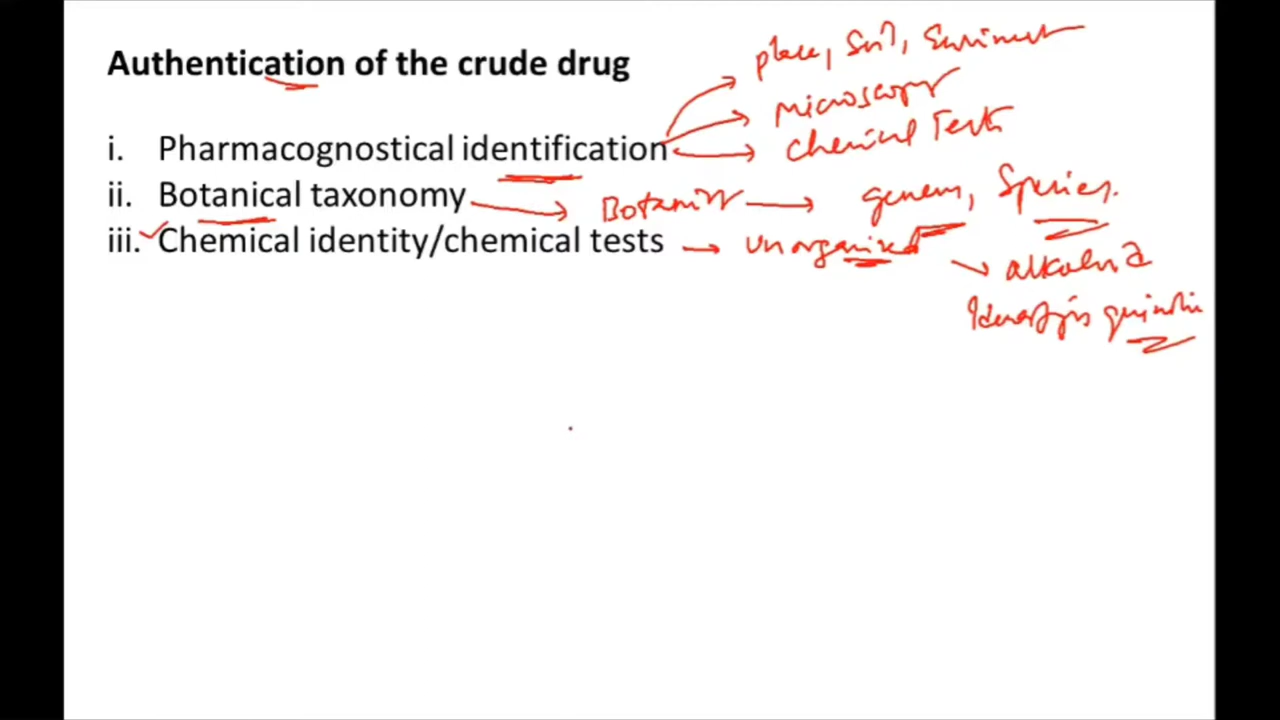 Authentication of the crude drug
place, Soil,
microscopy
chemical Tests
i. Pharmacognostical identification
ii. Botanical taxonomy → Botanist → genus, Species.
iii. Chemical identity/chemical tests → unorganized
→ alkaloid